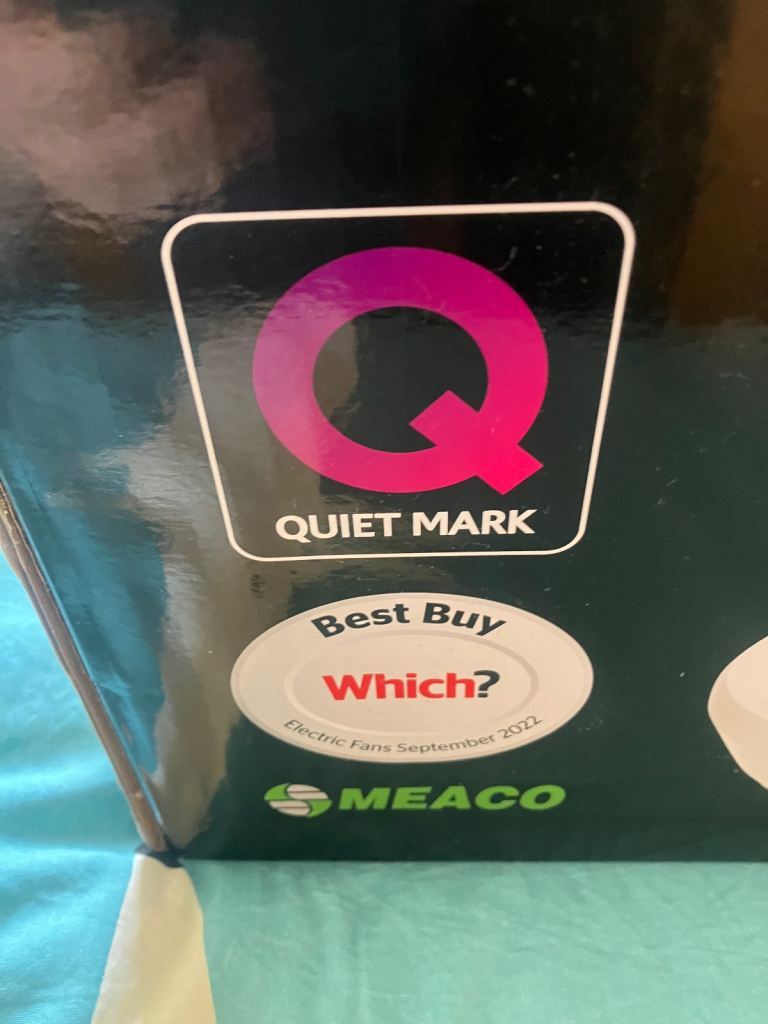 QUIET MARK
Best Buy
Which?
Electric Fans September 2022
MEACO